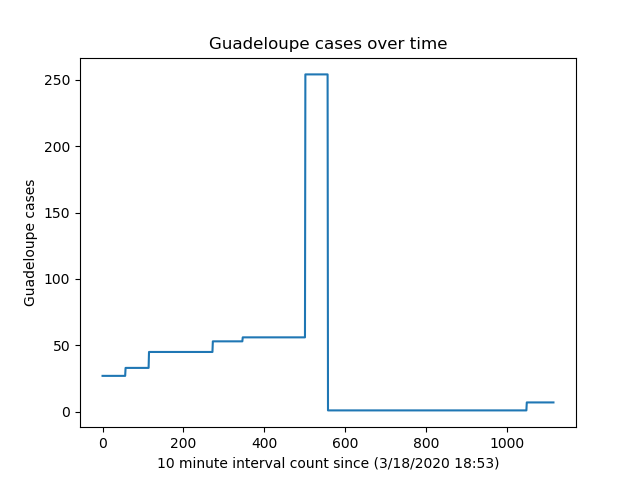 Guadeloupe cases over time
Guadeloupe cases
250
200
150
100
50
0
0 200 400 600 800 1000
10 minute interval count since (3/18/2020 18:53)